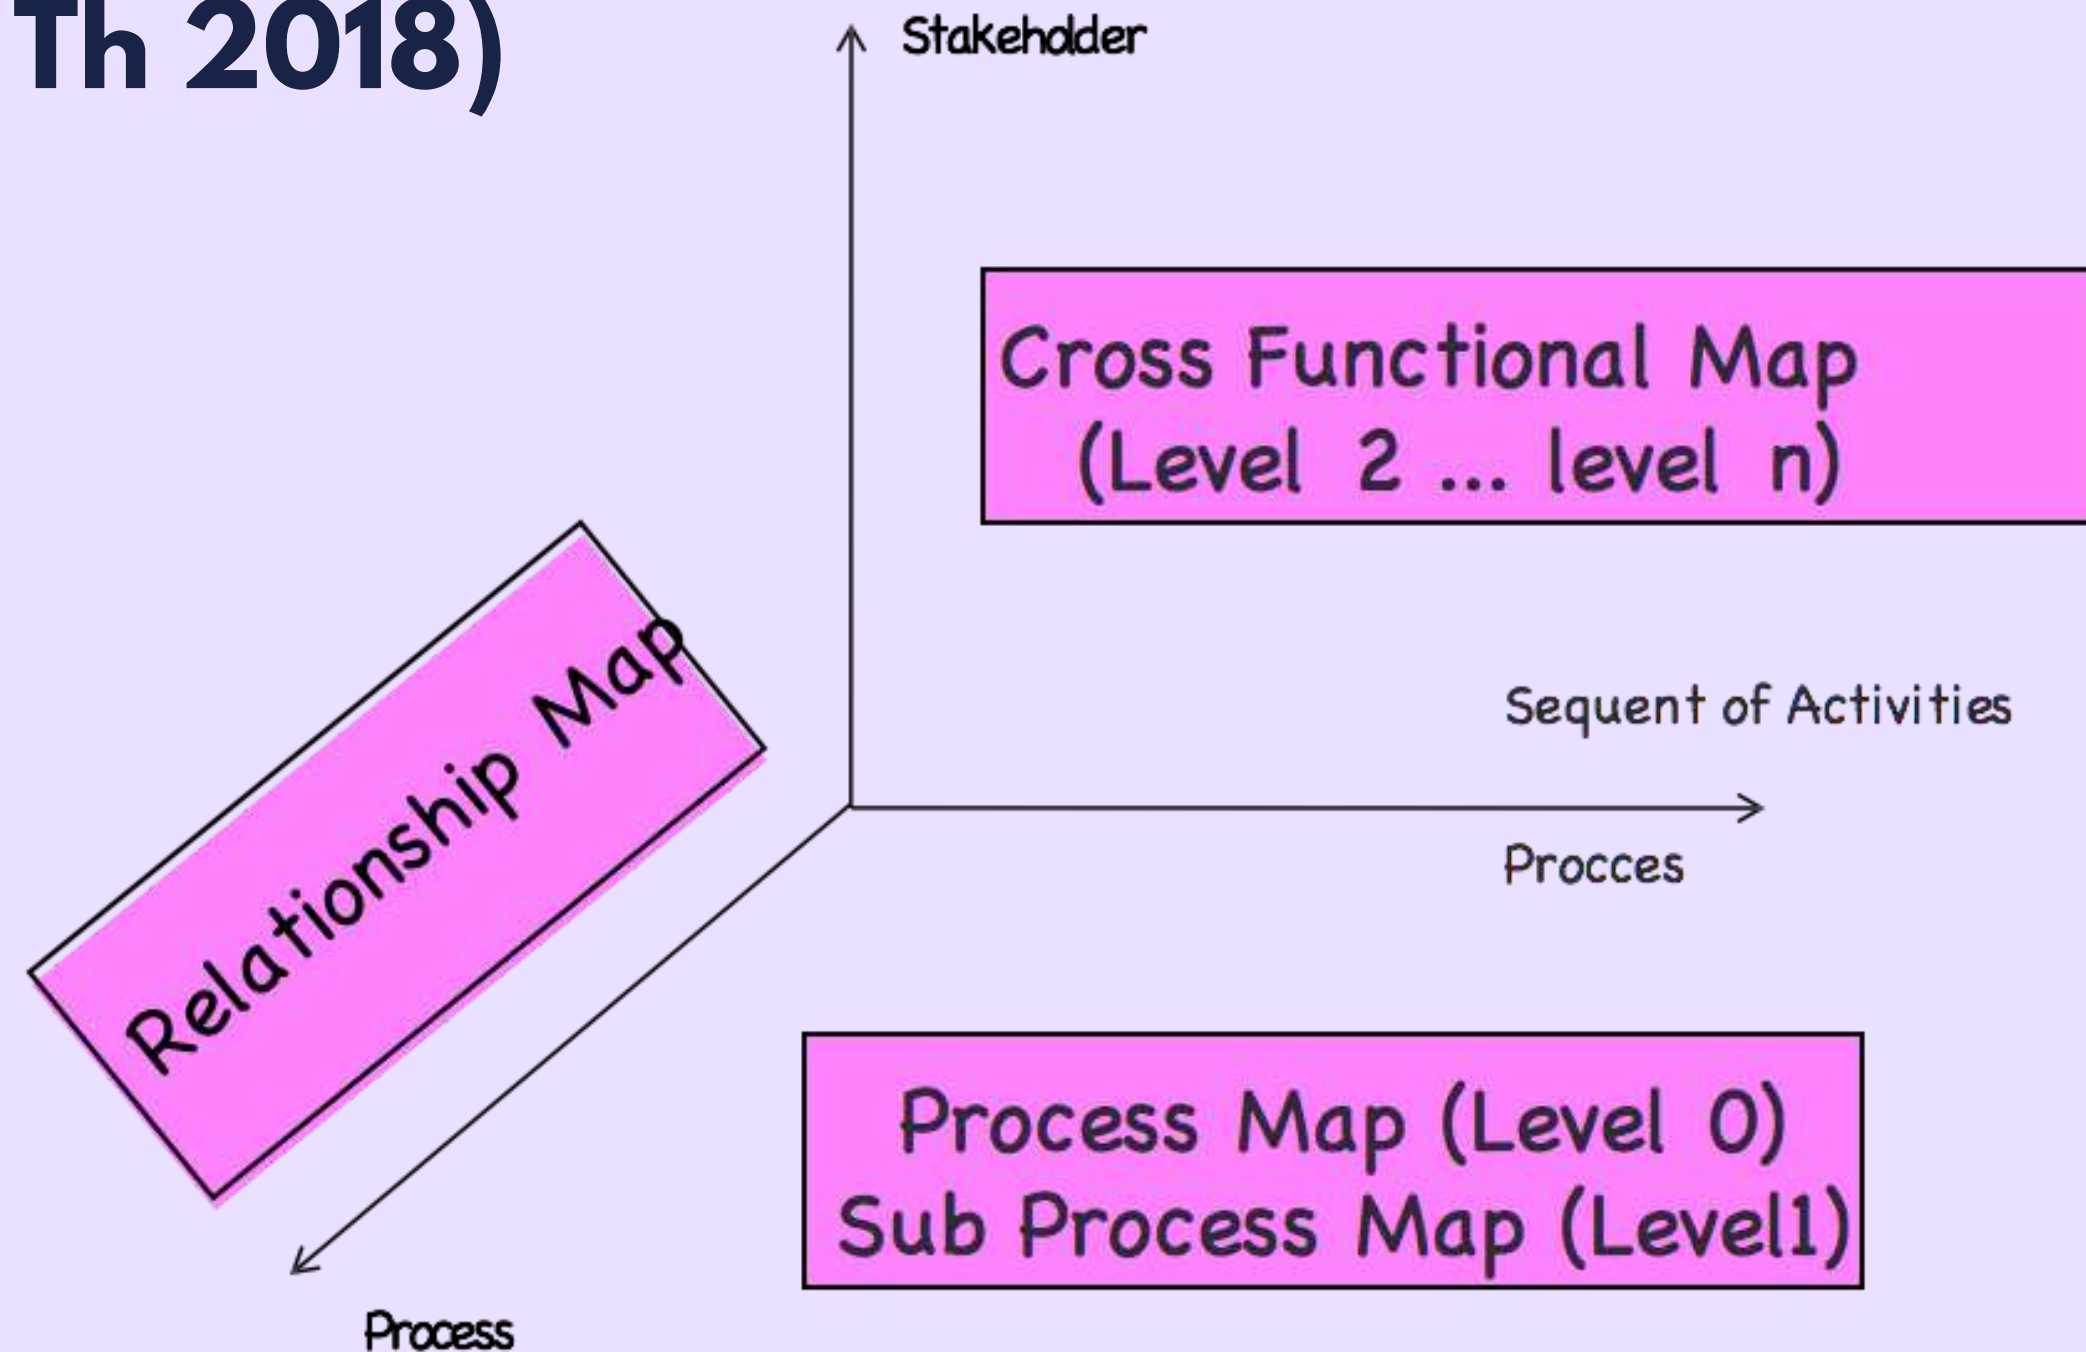 Th 2018)
Stakeholder
Cross Functional Map
(Level 2 ... level n)
Relationship Map
Sequent of Activities
Procces
Process Map (Level 0)
Sub Process Map (Level1)
Process